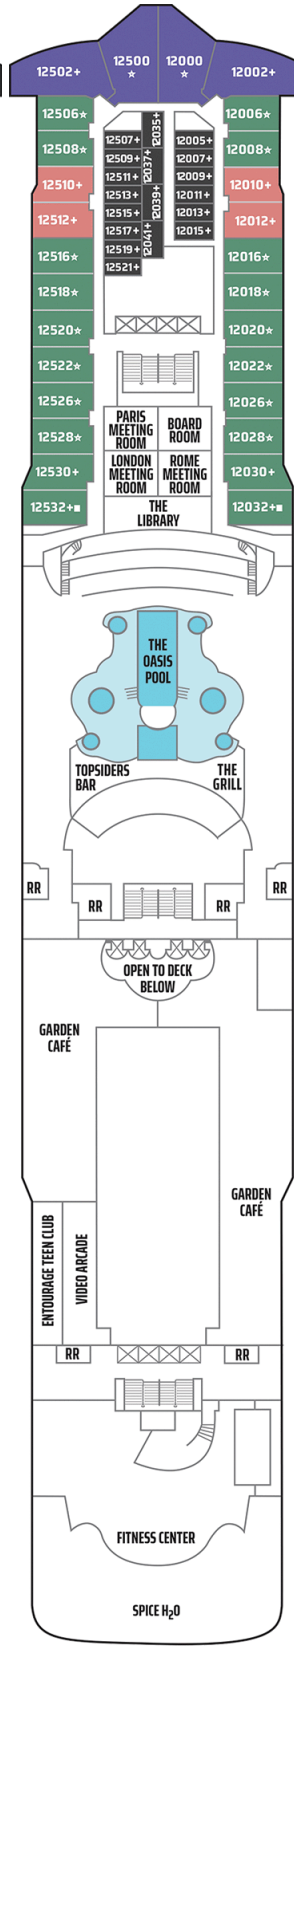 12502+
12500
☆
12000
☆
12002+
12506☆
12508☆
12510+
12512+
12516☆
12518☆
12520☆
12522☆
12526☆
12528☆
12530+
12532+■
12507+
12509+
12511+
12513+
12515+
12517+
12519+
12521+
12035+
12037+
12039+
12041+
12005+
12007+
12009+
12011+
12013+
12015+
12006☆
12008☆
12010+
12012+
12016☆
12018☆
12020☆
12022☆
12026☆
12028☆
12030+
12032+■
PARIS
MEETING
ROOM
BOARD
ROOM
LONDON
MEETING
ROOM
ROME
MEETING
ROOM
THE
LIBRARY
THE
OASIS
POOL
TOPSIDERS
BAR
THE
GRILL
RR
RR
RR
RR
OPEN TO DECK
BELOW
GARDEN
CAFÉ
GARDEN
CAFÉ
ENTOURAGE TEEN CLUB
VIDEO ARCADE
RR
RR
FITNESS CENTER
SPICE H₂O